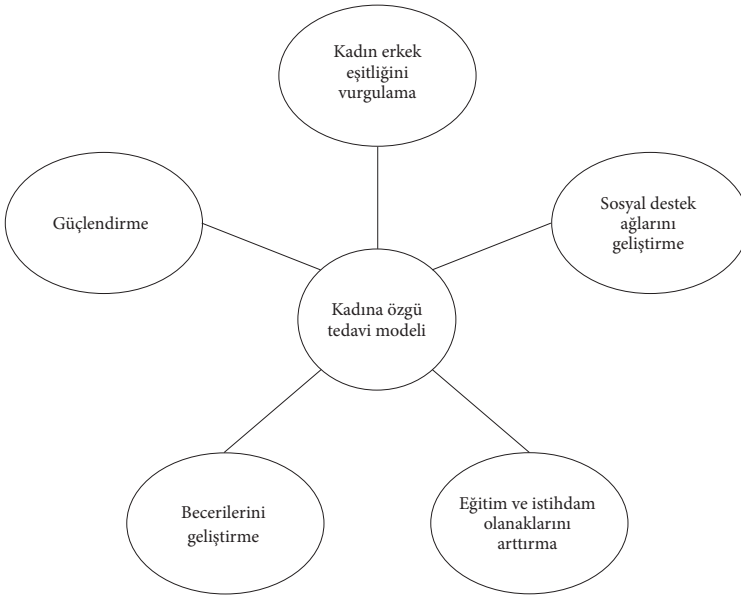 Kadın erkek
eşitliğini
vurgulama
Güçlendirme
Sosyal destek
ağlarını
geliştirme
Kadına özgü
tedavi modeli
Becerilerini
geliştirme
Eğitim ve istihdam
olanaklarını
arttırma